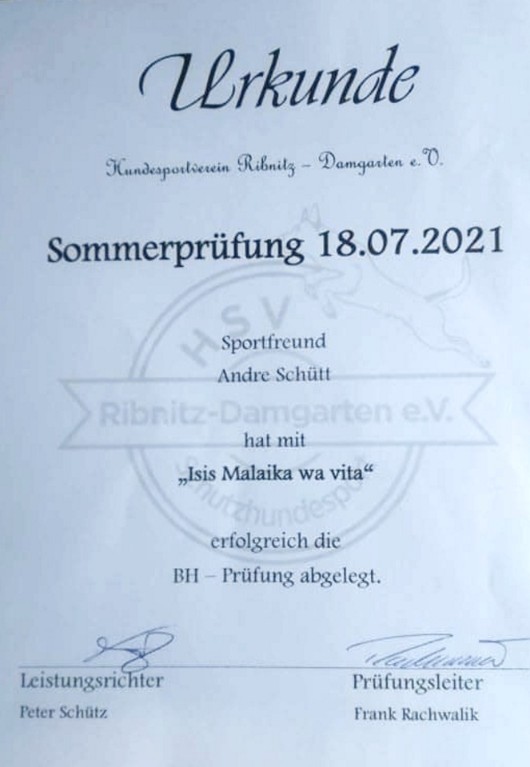 Urkunde
Hundesportverein Ribnitz – Damgarten e.V.
Sommerprüfung 18.07.2021
HSV
Sportfreund
Andre Schütt
Ribnitz-Damgarten e.V.
hat mit
„Isis Malaika wa vita“
Schutzhundesport
erfolgreich die
BH – Prüfung abgelegt.
Leistungsrichter Prüfungsleiter
Peter Schütz Frank Rachwalik